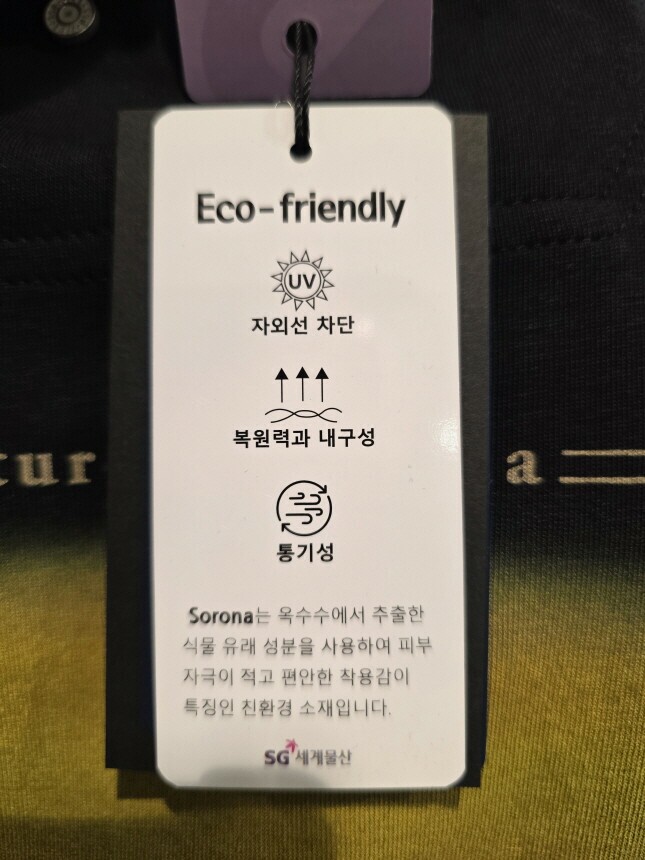 Eco-friendly
UV
자외선 차단
복원력과 내구성
tur
a
통기성
Sorona는 옥수수에서 추출한
식물 유래 성분을 사용하여 피부
자극이 적고 편안한 착용감이
특징인 친환경 소재입니다.
SG세계물산